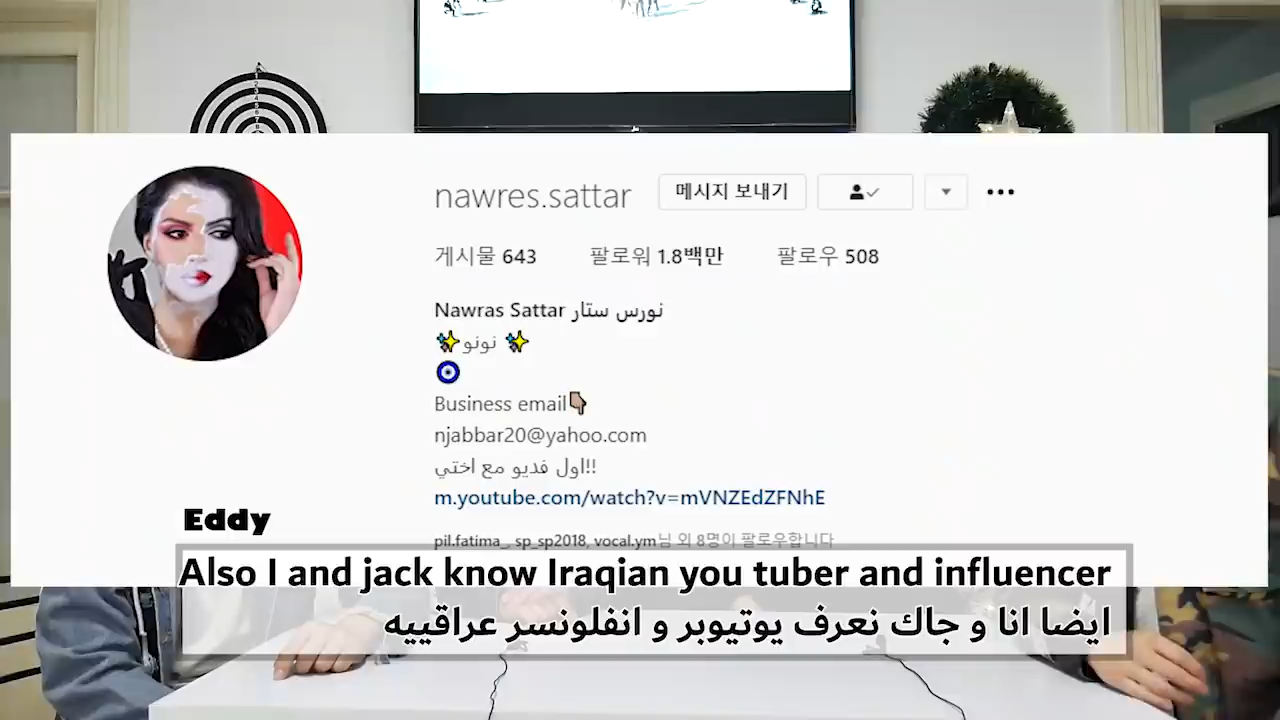 nawres.sattar 메시지 보내기
게시물 643 팔로워 1.8백만 팔로우 508
Nawras Sattar نورس ستار
✨نونو ✨
🧿
Business email👇🏽
njabbar20@yahoo.com
اول فديو مع اختي!!
m.youtube.com/watch?v=mVNZEdZFNhE
pil.fatima_, sp_sp2018, vocal.ym님 외 8명이 팔로우합니다
Eddy
Also I and jack know Iraqian you tuber and influencer
ايضا انا و جاك نعرف يوتيوبر و انفلونسر عراقييه